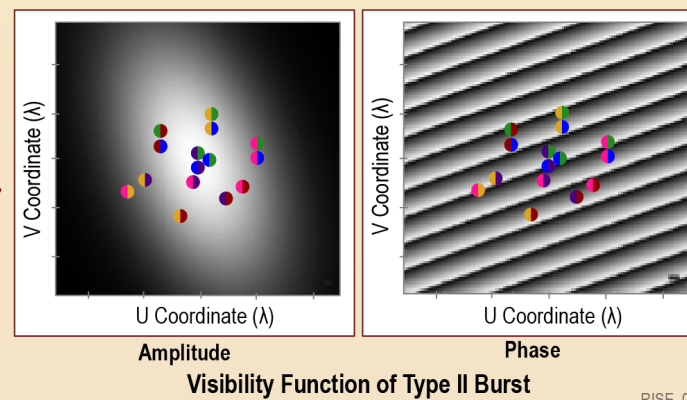 V Coordinate (λ)
U Coordinate (λ)
V Coordinate (λ)
U Coordinate (λ)
Amplitude
Phase
Visibility Function of Type II Burst